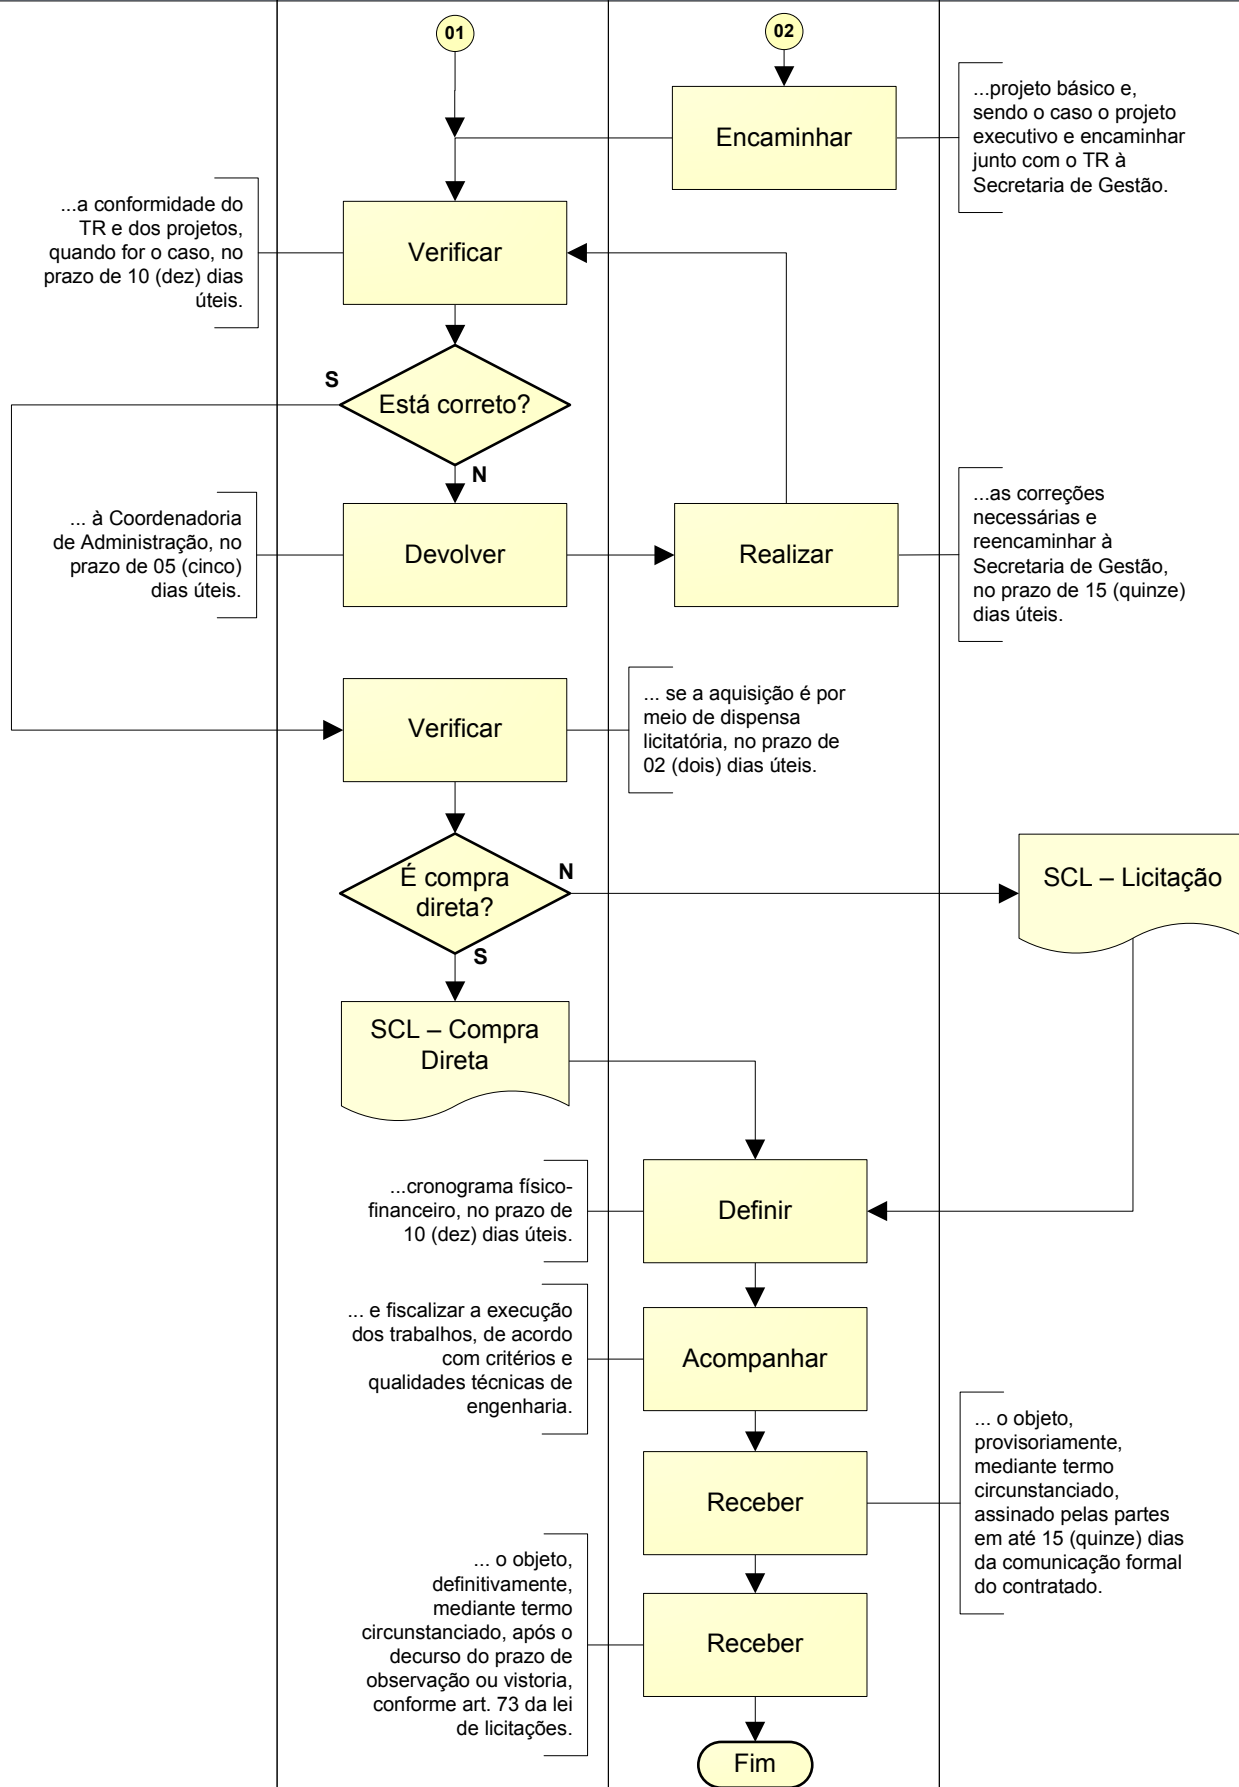 01
02
Encaminhar
...projeto básico e,
sendo o caso o projeto
executivo e encaminhar
junto com o TR à
Secretaria de Gestão.
...a conformidade do
TR e dos projetos,
quando for o caso, no
prazo de 10 (dez) dias
úteis.
Verificar
S
Está correto?
N
... à Coordenadoria
de Administração, no
prazo de 05 (cinco)
dias úteis.
Devolver
Realizar
...as correções
necessárias e
reencaminhar à
Secretaria de Gestão,
no prazo de 15 (quinze)
dias úteis.
Verificar
... se a aquisição é por
meio de dispensa
licitatória, no prazo de
02 (dois) dias úteis.
É compra
direta?
N
S
SCL – Licitação
SCL – Compra
Direta
...cronograma físico-
financeiro, no prazo de
10 (dez) dias úteis.
Definir
... e fiscalizar a execução
dos trabalhos, de acordo
com critérios e
qualidades técnicas de
engenharia.
Acompanhar
Receber
... o objeto,
provisoriamente,
mediante termo
circunstanciado,
assinado pelas partes
em até 15 (quinze) dias
da comunicação formal
do contratado.
... o objeto,
definitivamente,
mediante termo
circunstanciado, após o
decurso do prazo de
observação ou vistoria,
conforme art. 73 da lei
de licitações.
Receber
Fim